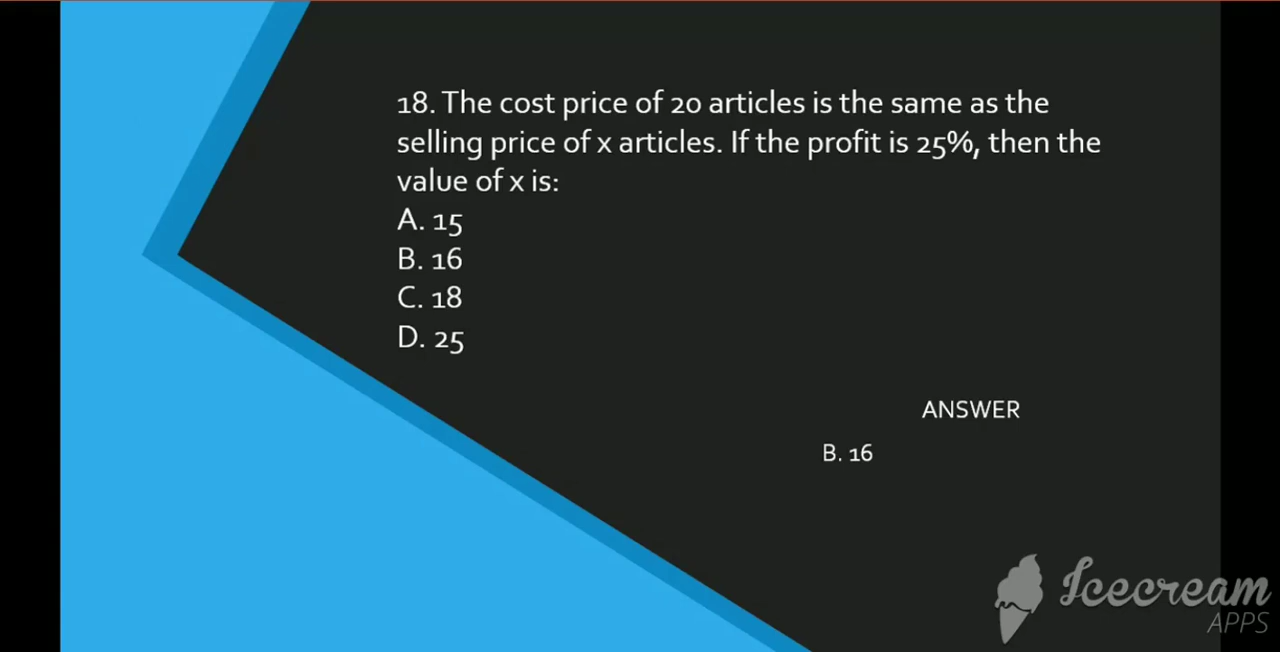 18. The cost price of 20 articles is the same as the
selling price of x articles. If the profit is 25%, then the
value of x is:
A. 15
B. 16
C. 18
D. 25
ANSWER
B. 16
Icecream
APPS